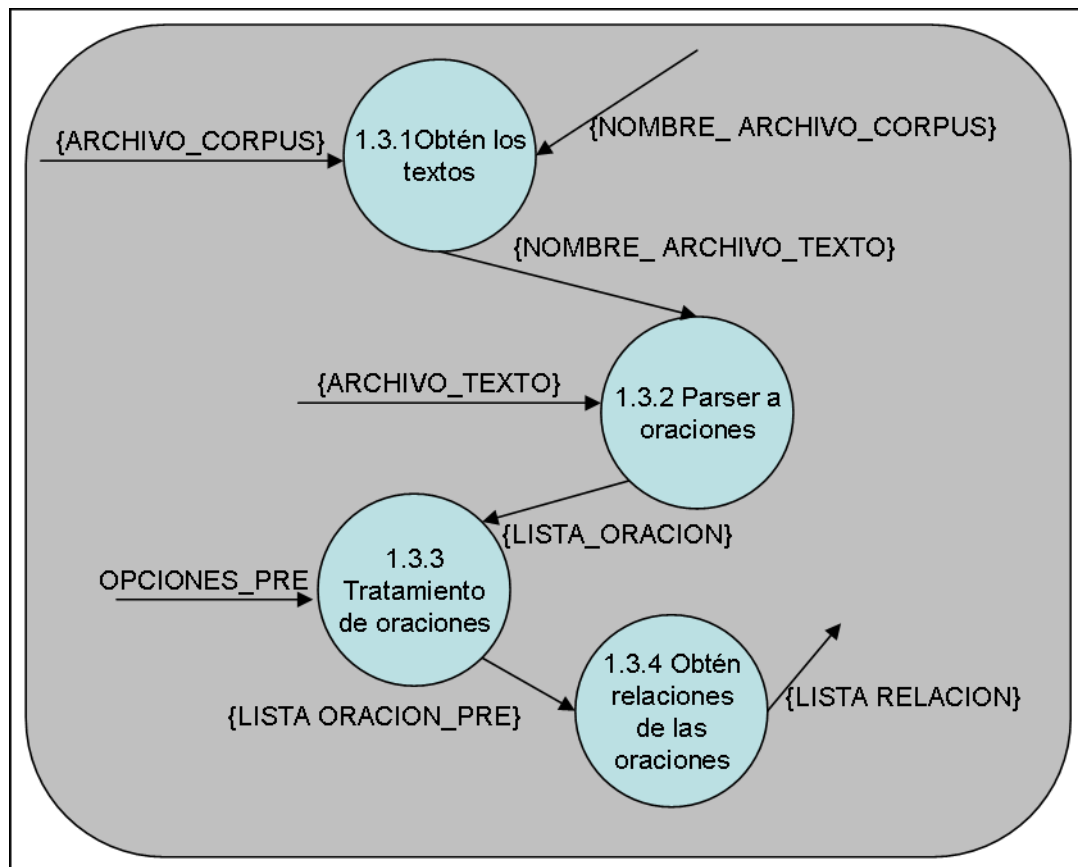 {ARCHIVO_CORPUS}
1.3.1Obtén los
textos
{NOMBRE_ ARCHIVO_CORPUS}
{NOMBRE_ ARCHIVO_TEXTO}
{ARCHIVO_TEXTO}
1.3.2 Parser a
oraciones
{LISTA_ORACION}
OPCIONES_PRE
1.3.3
Tratamiento
de oraciones
{LISTA ORACION_PRE}
1.3.4 Obtén
relaciones
de las
oraciones
{LISTA RELACION}